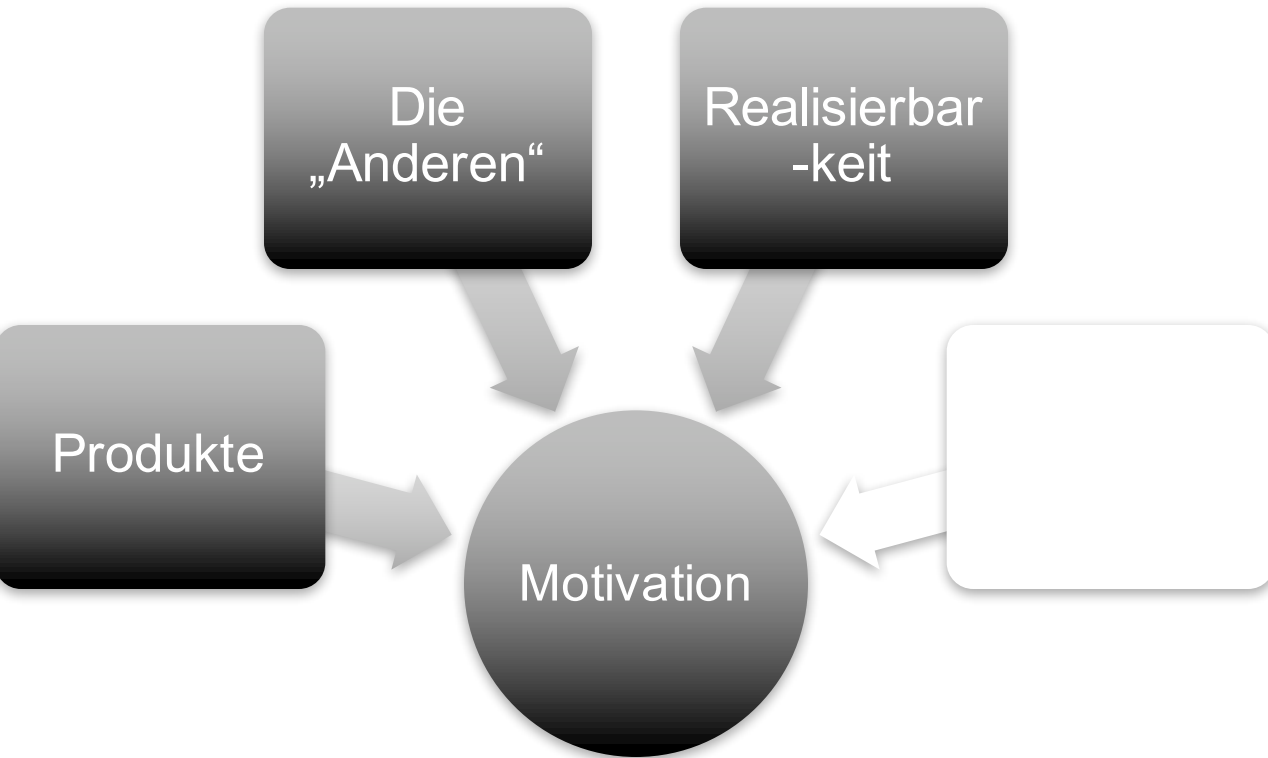 Die
„Anderen“
Realisierbar
-keit
Produkte
Motivation